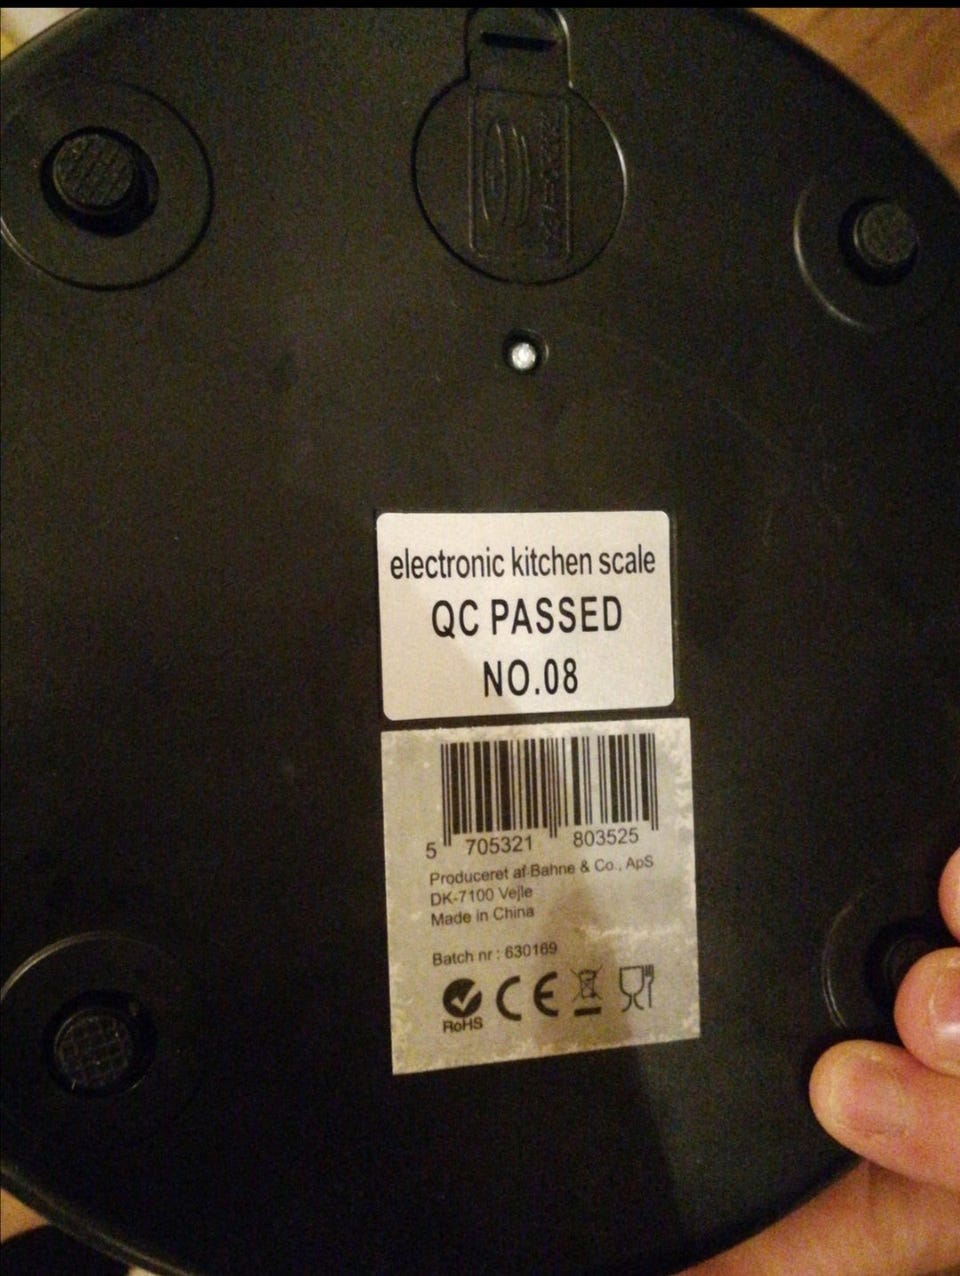 electronic kitchen scale
QC PASSED
NO.08
5 705321 803525
Produceret af Bahne & Co., ApS
DK-7100 Vejle
Made in China
Batch nr : 630169
RoHS
CE